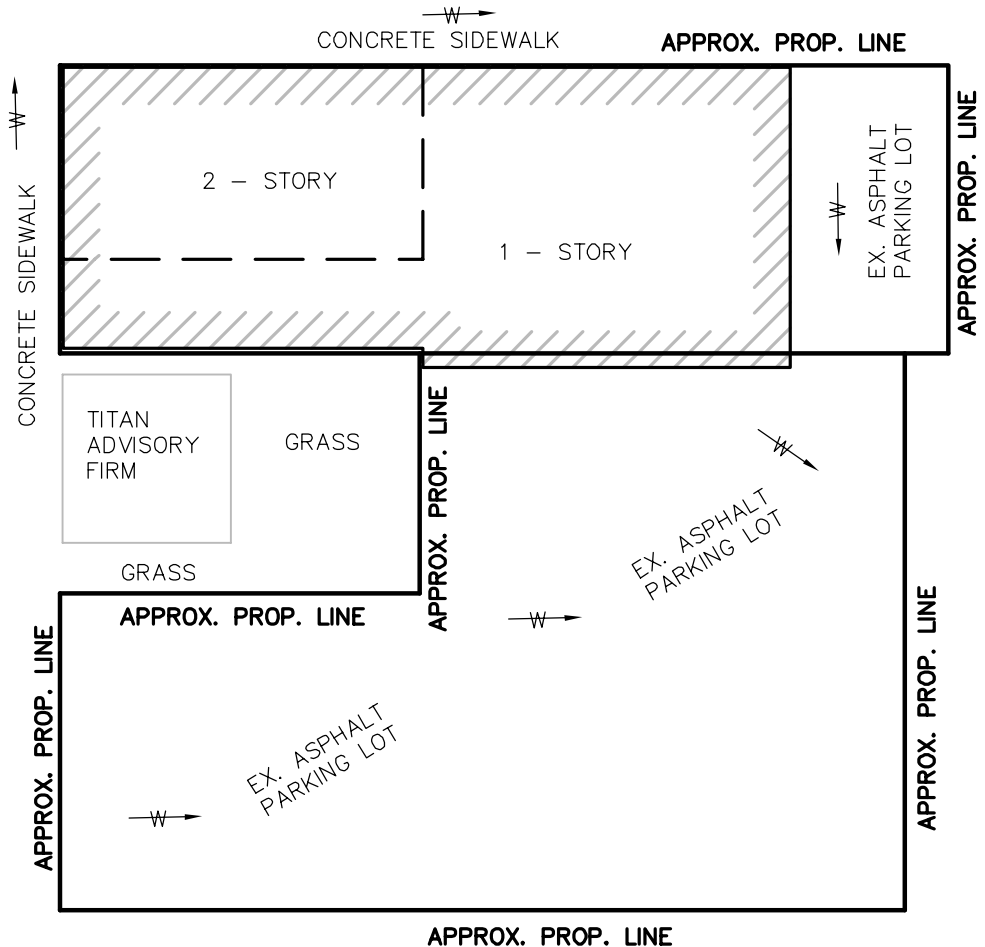 W
CONCRETE SIDEWALK
APPROX. PROP. LINE
W
CONCRETE SIDEWALK
2 - STORY
1 - STORY
W
EX. ASPHALT
PARKING LOT
APPROX. PROP. LINE
TITAN
ADVISORY
FIRM
GRASS
GRASS
APPROX. PROP. LINE
APPROX. PROP. LINE
W
EX. ASPHALT
PARKING LOT
W
APPROX. PROP. LINE
APPROX. PROP. LINE
EX. ASPHALT
PARKING LOT
W
APPROX. PROP. LINE